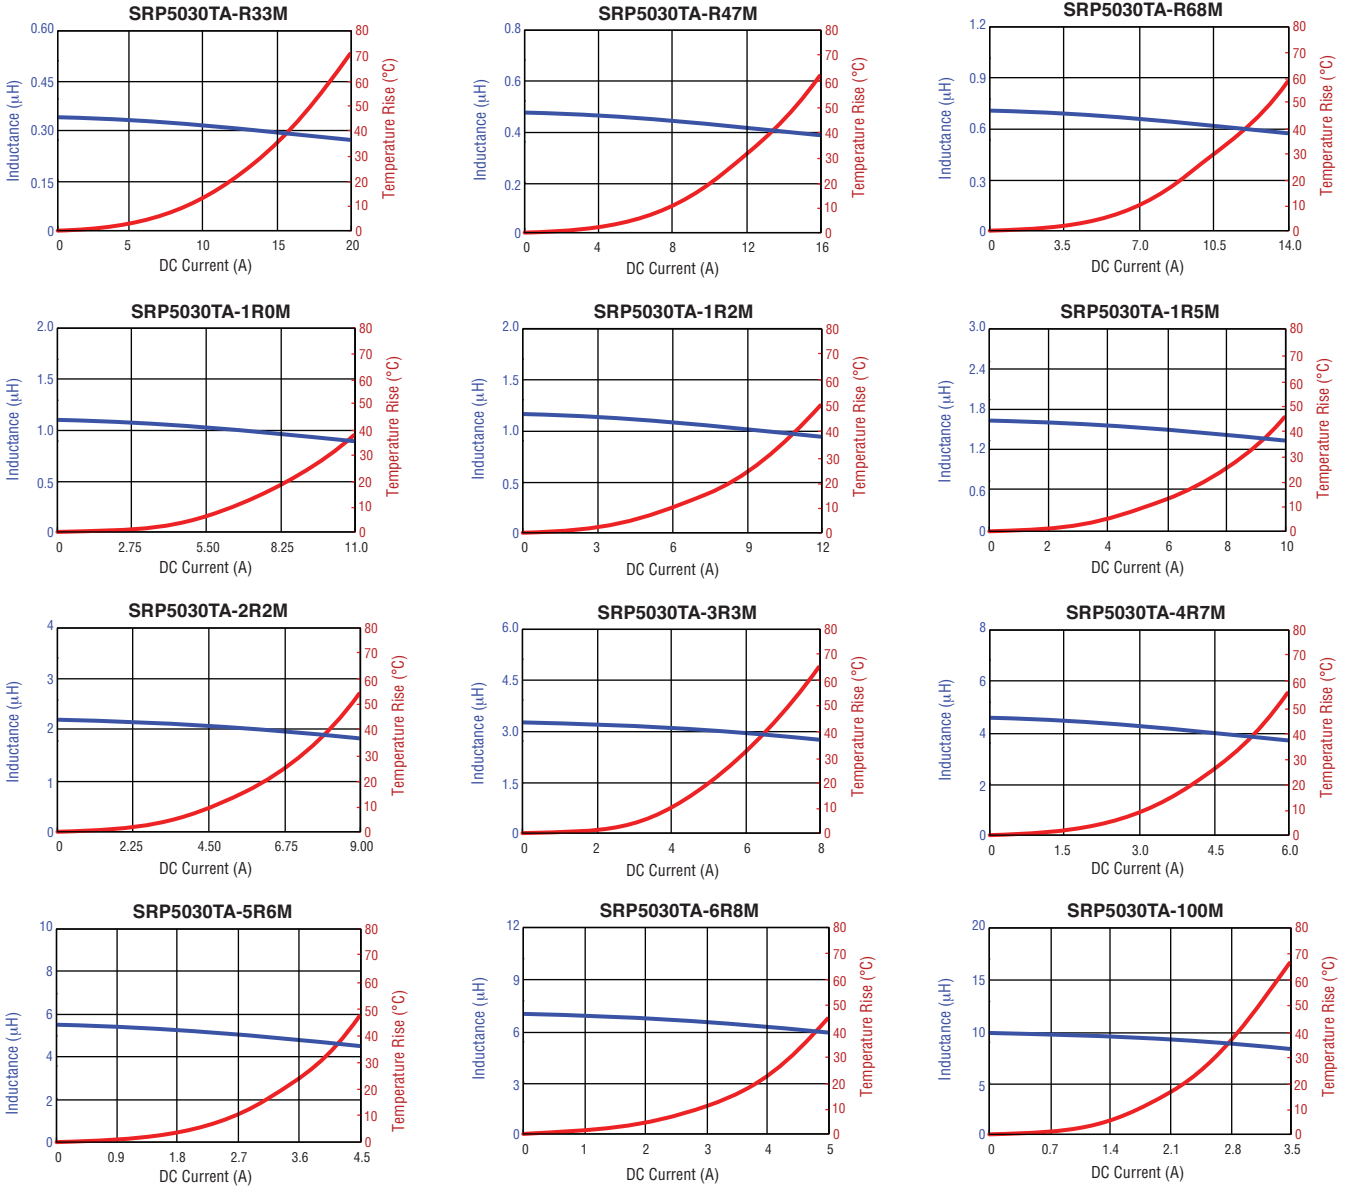 SRP5030TA-R33M
0.60
0.45
0.30
0.15
0
Inductance (µH)
80
70
60
50
40
30
20
10
0
Temperature Rise (°C)
0 5 10 15 20
DC Current (A)
SRP5030TA-R47M
0.8
0.6
0.4
0.2
0
Inductance (µH)
80
70
60
50
40
30
20
10
0
Temperature Rise (°C)
0 4 8 12 16
DC Current (A)
SRP5030TA-R68M
1.2
0.9
0.6
0.3
0
Inductance (µH)
80
70
60
50
40
30
20
10
0
Temperature Rise (°C)
0 3.5 7.0 10.5 14.0
DC Current (A)
SRP5030TA-1R0M
2.0
1.5
1.0
0.5
0
Inductance (µH)
80
70
60
50
40
30
20
10
0
Temperature Rise (°C)
0 2.75 5.50 8.25 11.0
DC Current (A)
SRP5030TA-1R2M
2.0
1.5
1.0
0.5
0
Inductance (µH)
80
70
60
50
40
30
20
10
0
Temperature Rise (°C)
0 3 6 9 12
DC Current (A)
SRP5030TA-1R5M
3.0
2.4
1.8
1.2
0.6
0
Inductance (µH)
80
70
60
50
40
30
20
10
0
Temperature Rise (°C)
0 2 4 6 8 10
DC Current (A)
SRP5030TA-2R2M
4
3
2
1
0
Inductance (µH)
80
70
60
50
40
30
20
10
0
Temperature Rise (°C)
0 2.25 4.50 6.75 9.00
DC Current (A)
SRP5030TA-3R3M
6.0
4.5
3.0
1.5
0
Inductance (µH)
80
70
60
50
40
30
20
10
0
Temperature Rise (°C)
0 2 4 6 8
DC Current (A)
SRP5030TA-4R7M
8
6
4
2
0
Inductance (µH)
80
70
60
50
40
30
20
10
0
Temperature Rise (°C)
0 1.5 3.0 4.5 6.0
DC Current (A)
SRP5030TA-5R6M
10
8
6
4
2
0
Inductance (µH)
80
70
60
50
40
30
20
10
0
Temperature Rise (°C)
0 0.9 1.8 2.7 3.6 4.5
DC Current (A)
SRP5030TA-6R8M
12
9
6
3
0
Inductance (µH)
80
70
60
50
40
30
20
10
0
Temperature Rise (°C)
0 1 2 3 4 5
DC Current (A)
SRP5030TA-100M
20
15
10
5
0
Inductance (µH)
80
70
60
50
40
30
20
10
0
Temperature Rise (°C)
0 0.7 1.4 2.1 2.8 3.5
DC Current (A)